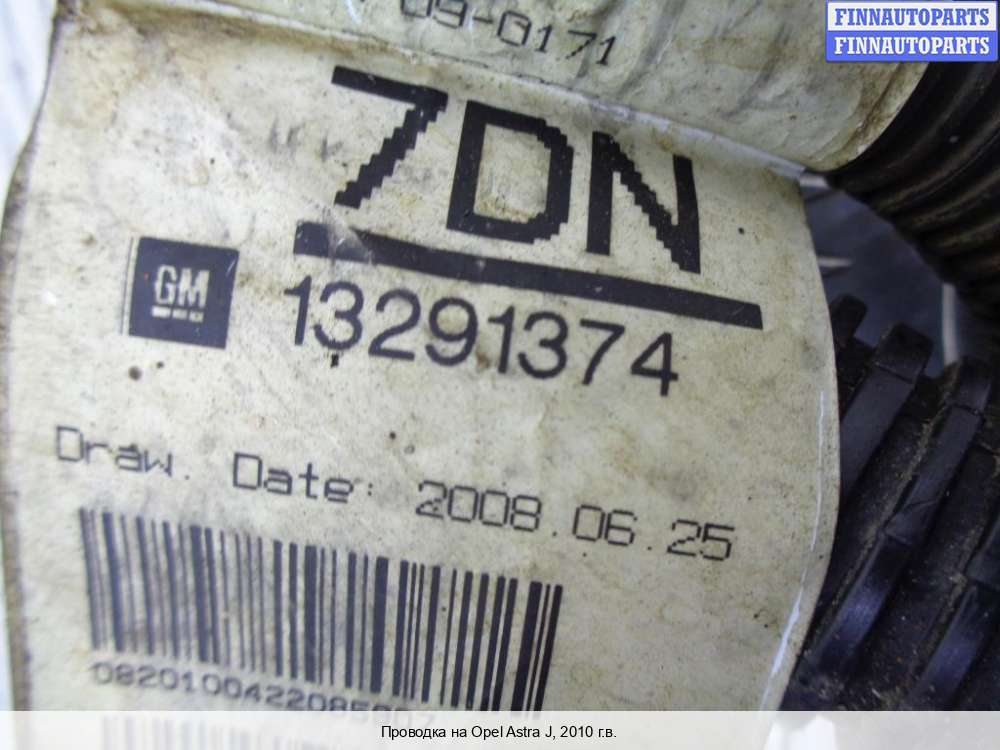 09-0171
FINNAUTOPARTS
FINNAUTOPARTS
7DN
GM
13291374
Draw. Date: 2008.06.25
Проводка на Opel Astra J, 2010 г.в.